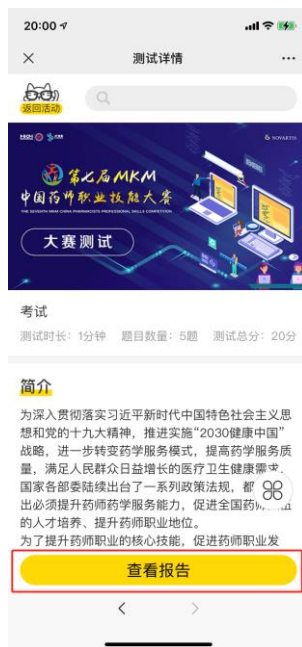 20:00
测试详情
返回活动
NOVARTIS
第七届MKM
中国药师职业技能大赛
THE SEVENTH MKM CHINA PHARMACISTS PROFESSIONAL SKILLS COMPETITION
大赛测试
考试
测试时长：1分钟 题目数量：5题 测试总分：20分
简介
为深入贯彻落实习近平新时代中国特色社会主义思
想和党的十九大精神，推进实施“2030健康中国”
战略，进一步转变药学服务模式，提高药学服务质
量，满足人民群众日益增长的医疗卫生健康需求，
国家各部委陆续出台了一系列政策法规，都
出必须提升药师药学服务能力，促进全国药师
的人才培养、提升药师职业地位。
为了提升药师职业的核心技能，促进药师职业发
查看报告